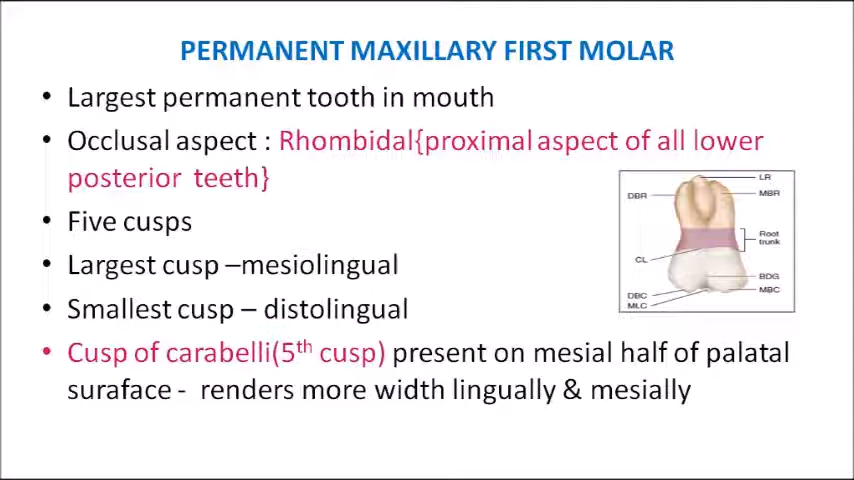 PERMANENT MAXILLARY FIRST MOLAR
• Largest permanent tooth in mouth
• Occlusal aspect : Rhombidal{proximal aspect of all lower
posterior teeth}
• Five cusps
• Largest cusp –mesiolingual
• Smallest cusp – distolingual
• Cusp of carabelli(5th cusp) present on mesial half of palatal
suraface - renders more width lingually & mesially
LR
DBR
MBR
Root
trunk
CL
BDG
DBC
MBC
MLC